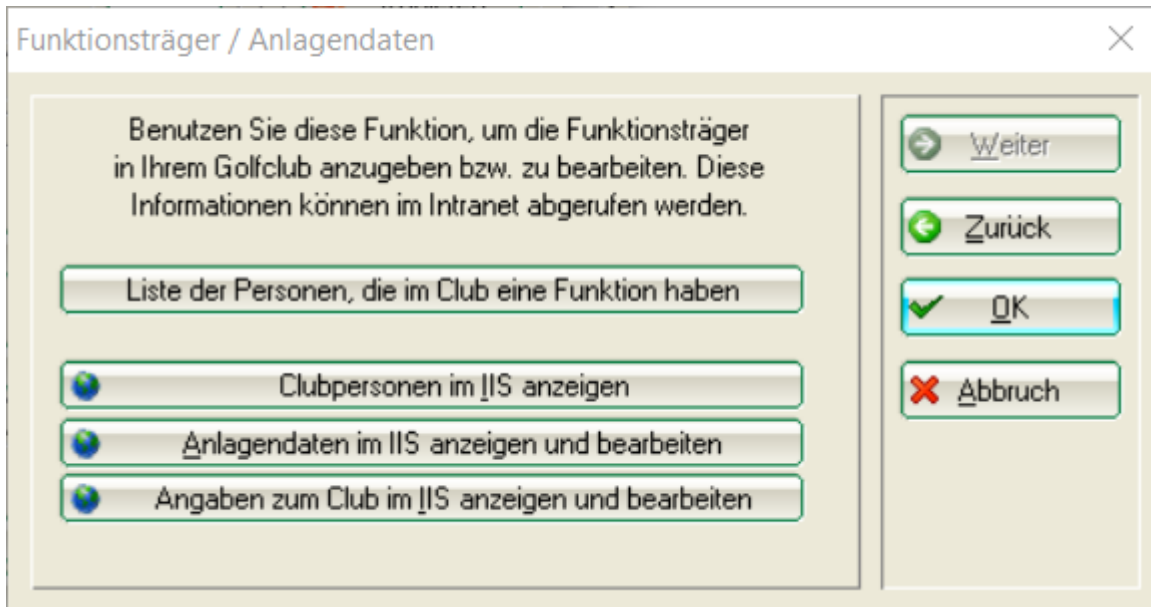 Funktionsträger / Anlagendaten
Benutzen Sie diese Funktion, um die Funktionsträger
in Ihrem Golfclub anzugeben bzw. zu bearbeiten. Diese
Informationen können im Intranet abgerufen werden.
Liste der Personen, die im Club eine Funktion haben
Clubpersonen im IIS anzeigen
Anlagendaten im IIS anzeigen und bearbeiten
Angaben zum Club im IIS anzeigen und bearbeiten
Weiter
Zurück
OK
Abbruch